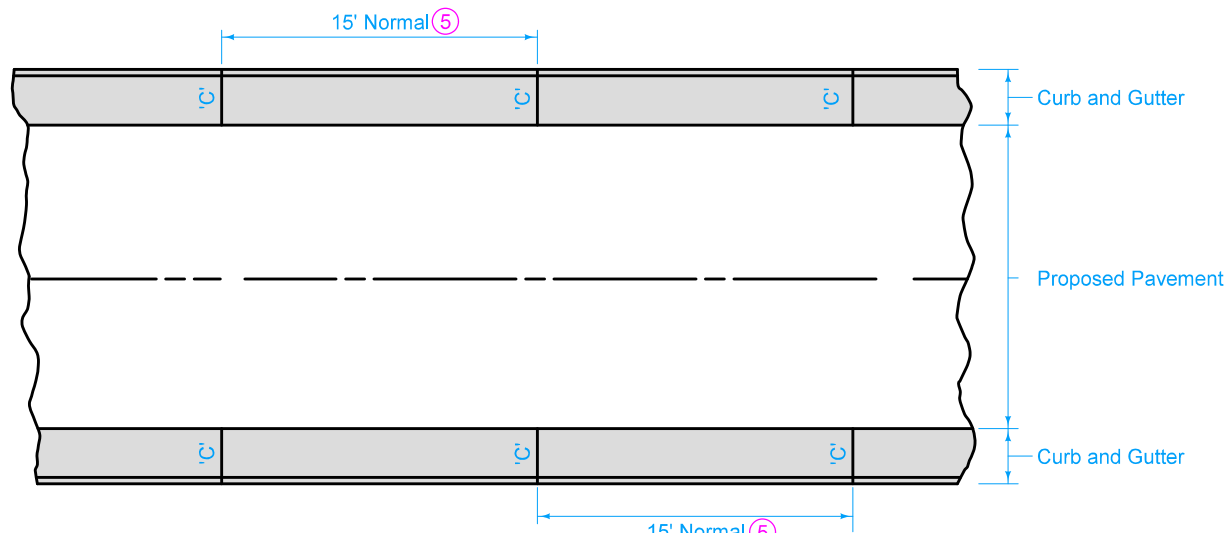 15' Normal 5
'C' 'C' 'C'
Curb and Gutter
Proposed Pavement
'C' 'C' 'C'
Curb and Gutter
15' Normal 5